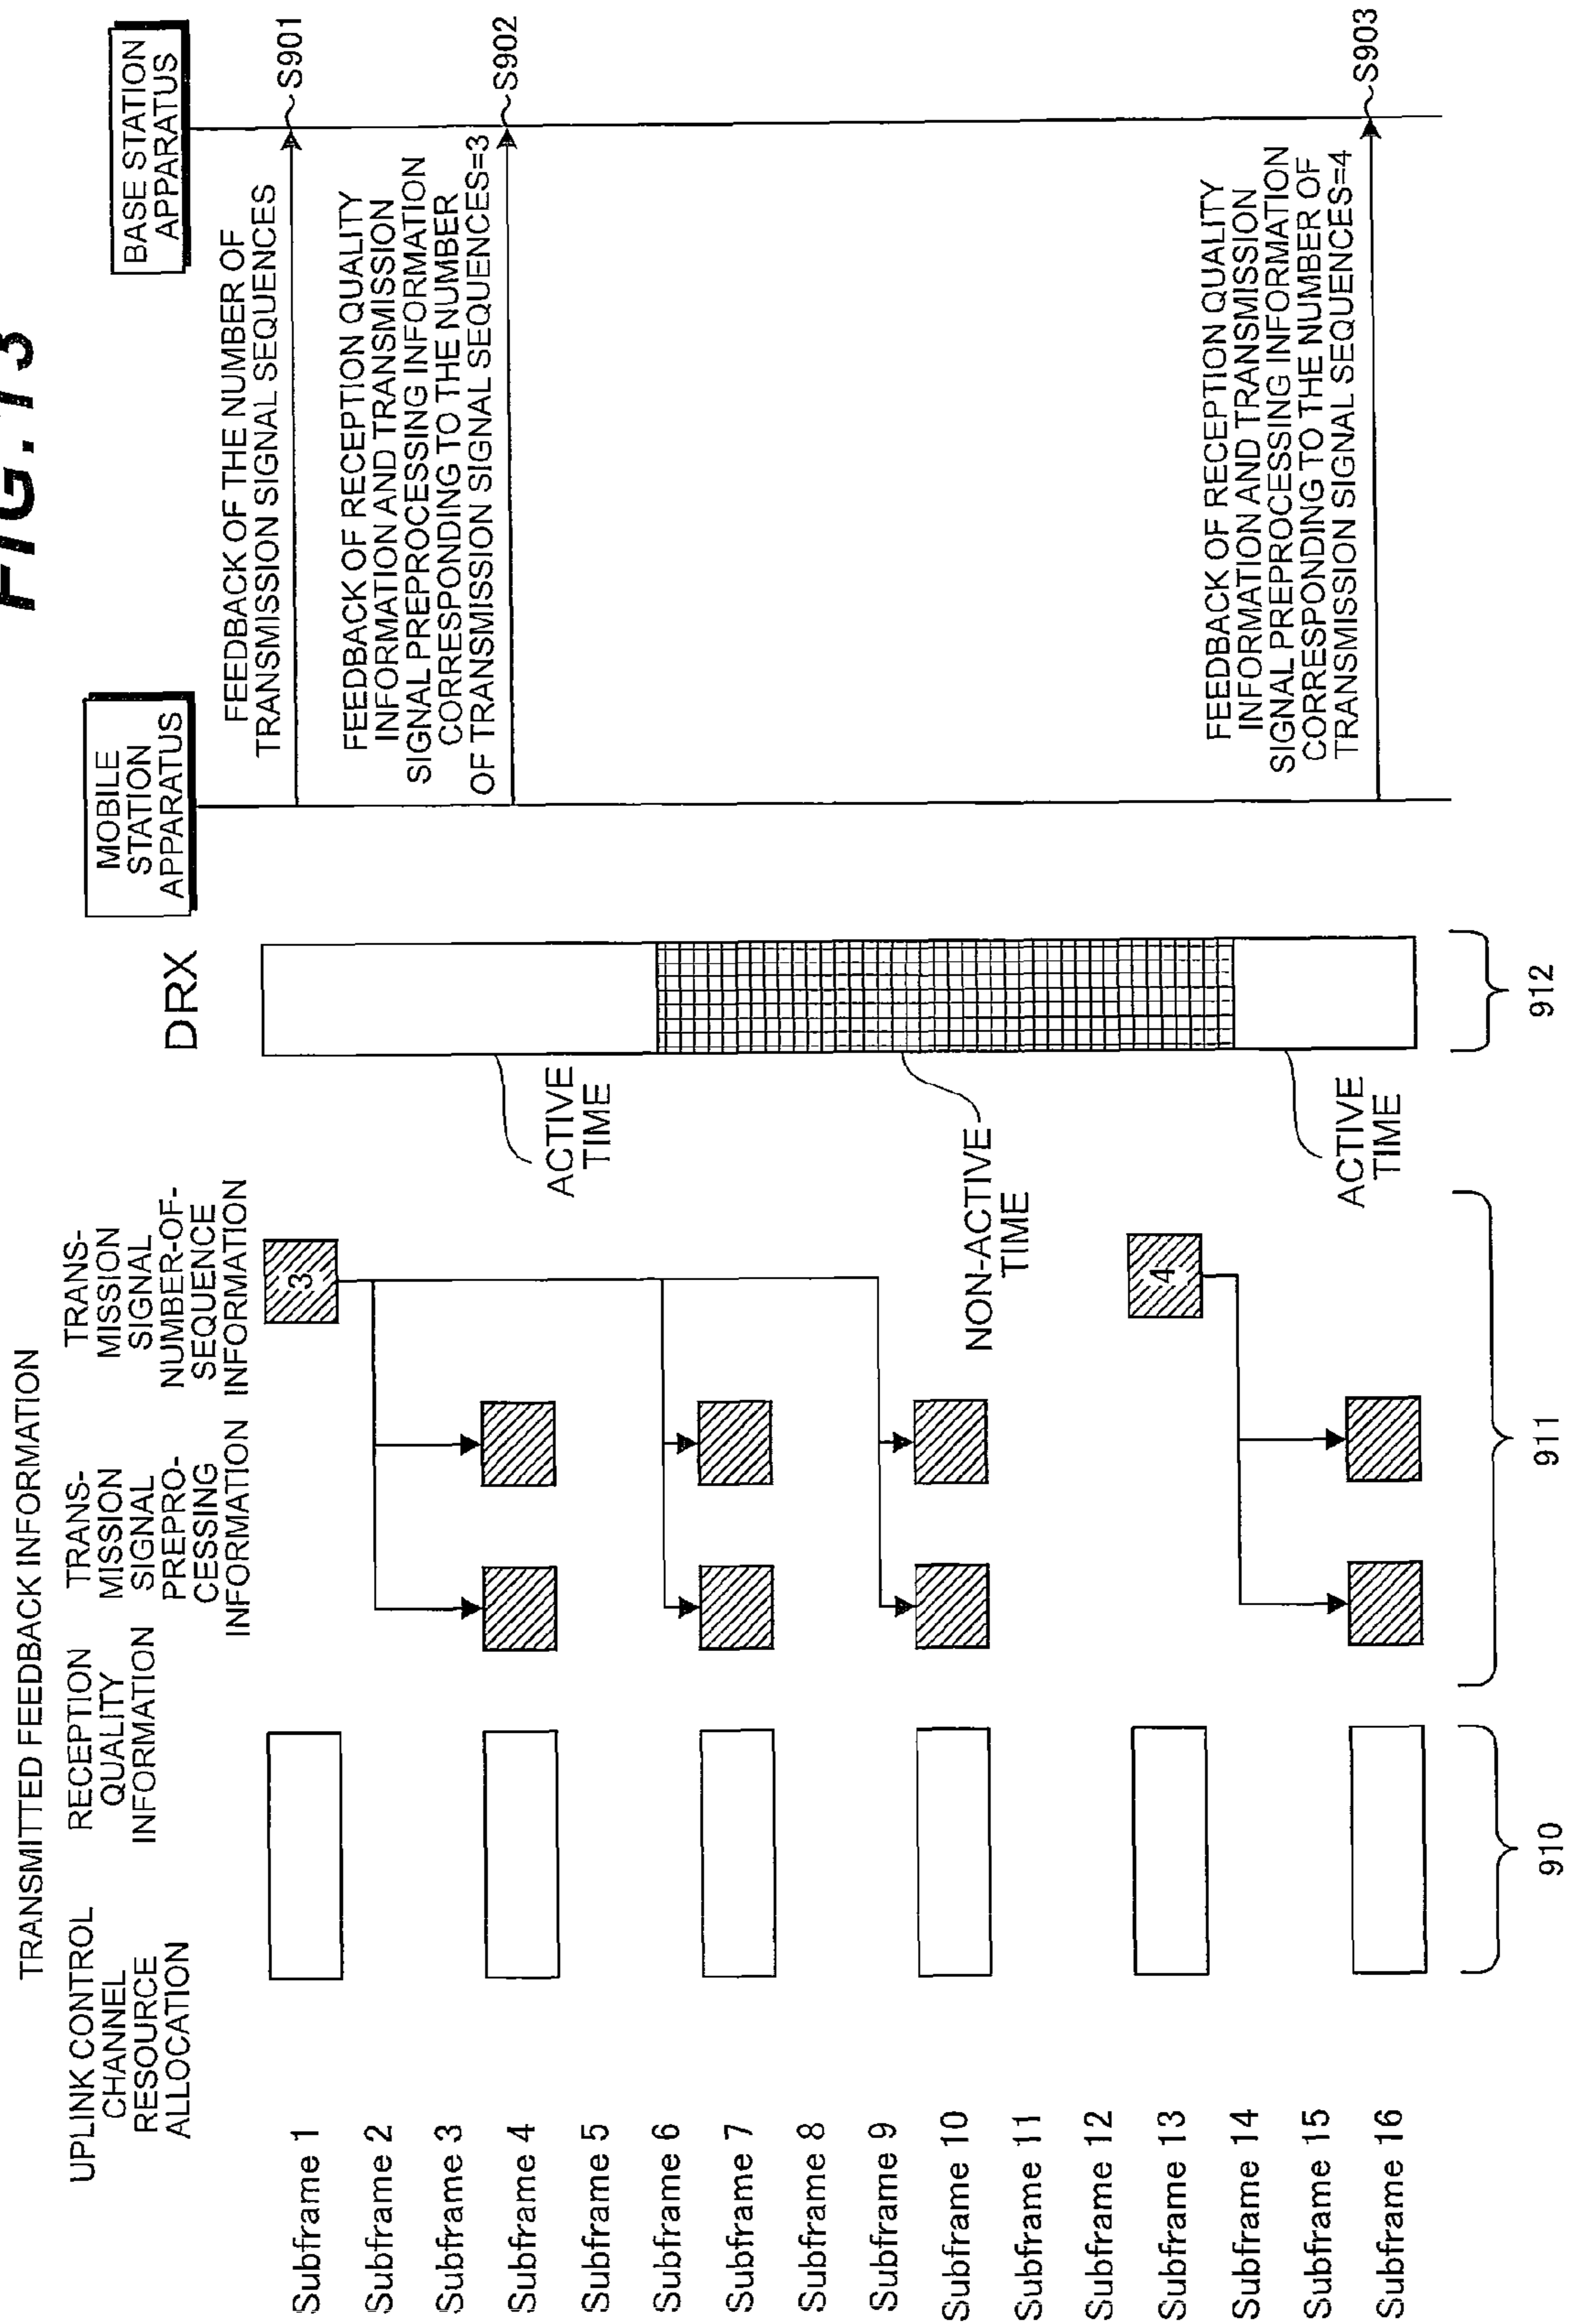 FIG.13
TRANSMITTED FEEDBACK INFORMATION
UPLINK CONTROL
CHANNEL
RESOURCE
ALLOCATION
RECEPTION
QUALITY
INFORMATION
TRANS-
MISSION
SIGNAL
PREPRO-
CESSING
INFORMATION
TRANS-
MISSION
SIGNAL
NUMBER-OF-
SEQUENCE
INFORMATION
DRX
MOBILE
STATION
APPARATUS
BASE STATION
APPARATUS
Subframe 1
Subframe 2
Subframe 3
Subframe 4
Subframe 5
Subframe 6
Subframe 7
Subframe 8
Subframe 9
Subframe 10
Subframe 11
Subframe 12
Subframe 13
Subframe 14
Subframe 15
Subframe 16
3
4
ACTIVE
TIME
NON-ACTIVE
TIME
ACTIVE
TIME
FEEDBACK OF THE NUMBER OF
TRANSMISSION SIGNAL SEQUENCES
S901
FEEDBACK OF RECEPTION QUALITY
INFORMATION AND TRANSMISSION
SIGNAL PREPROCESSING INFORMATION
CORRESPONDING TO THE NUMBER
OF TRANSMISSION SIGNAL SEQUENCES=3
S902
FEEDBACK OF RECEPTION QUALITY
INFORMATION AND TRANSMISSION
SIGNAL PREPROCESSING INFORMATION
CORRESPONDING TO THE NUMBER OF
TRANSMISSION SIGNAL SEQUENCES=4
S903
910
911
912